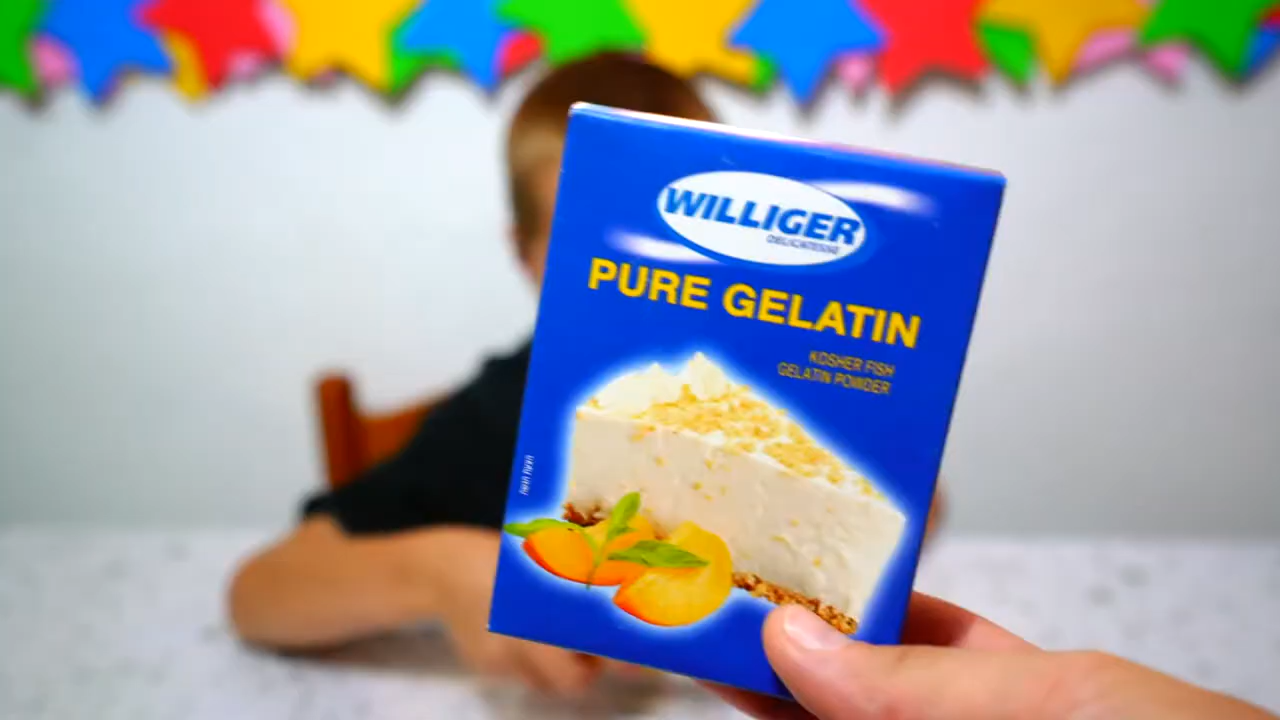 WILLIGER
DELICATESSE
PURE GELATIN
KOSHER FISH
GELATIN POWDER